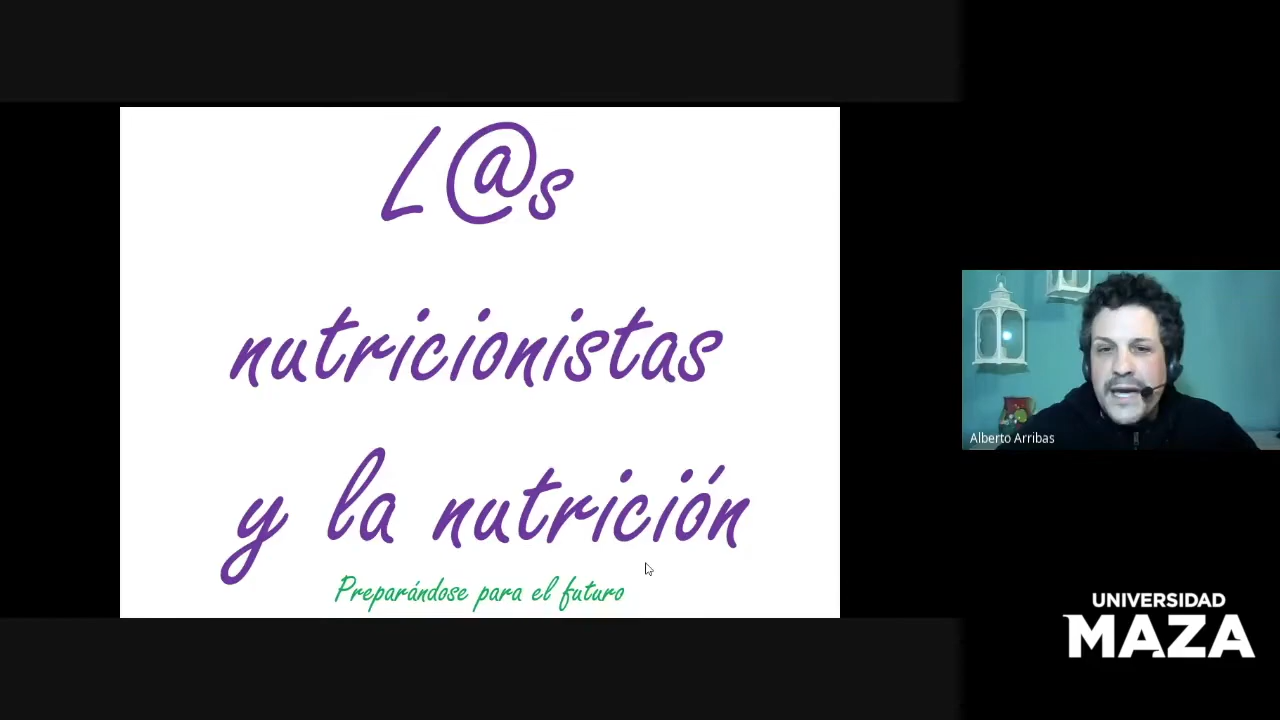 L@s
nutricionistas
y la nutrición
Preparándose para el futuro
Alberto Arribas
UNIVERSIDAD
MAZA